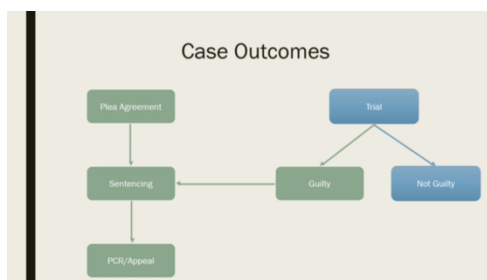 Case Outcomes
Plea Agreement
Trial
Sentencing
Guilty
Not Guilty
PCR/Appeal